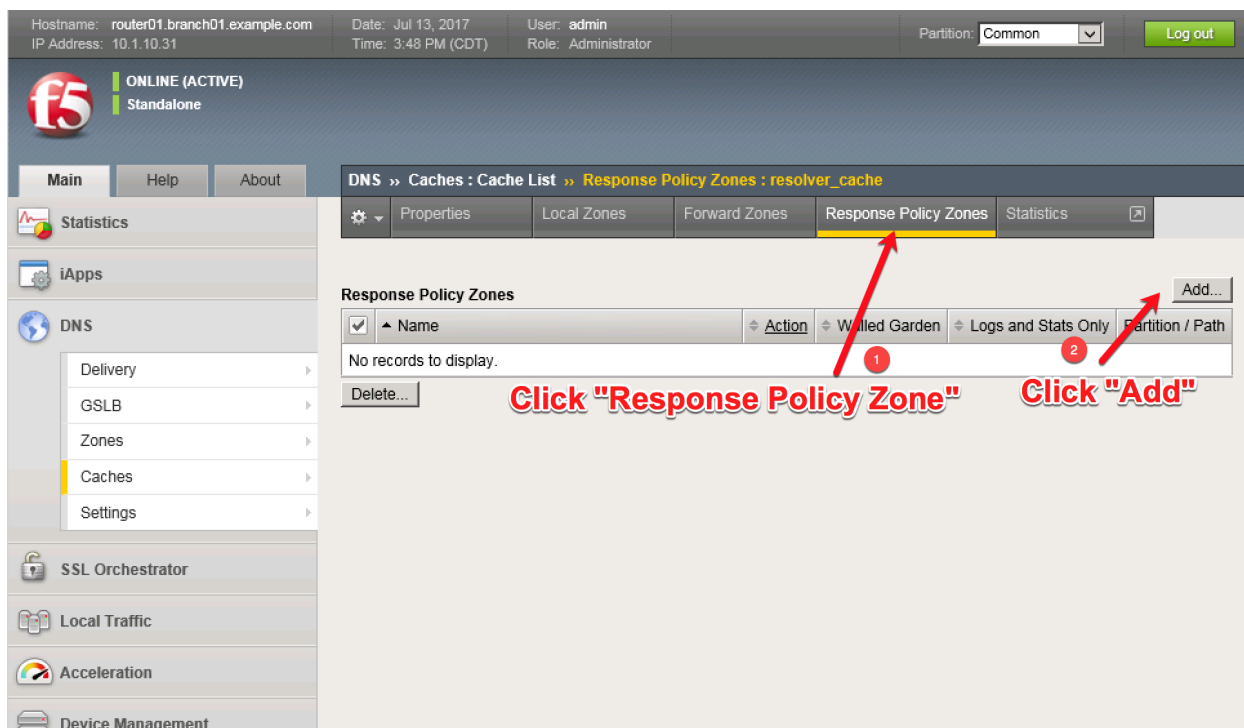 Hostname: router01.branch01.example.com Date: Jul 13, 2017 User: admin Partition: Common Log out
IP Address: 10.1.10.31 Time: 3:48 PM (CDT) Role: Administrator
f5
ONLINE (ACTIVE)
Standalone
Main Help About
DNS ›› Caches : Cache List ›› Response Policy Zones : resolver_cache
Properties Local Zones Forward Zones Response Policy Zones Statistics
Statistics
iApps
DNS
Delivery
GSLB
Zones
Caches
Settings
SSL Orchestrator
Local Traffic
Acceleration
Device Management
Add...
Response Policy Zones
Name Action Walled Garden Logs and Stats Only Partition / Path
No records to display.
1
2
Delete...
Click "Response Policy Zone"
Click "Add"